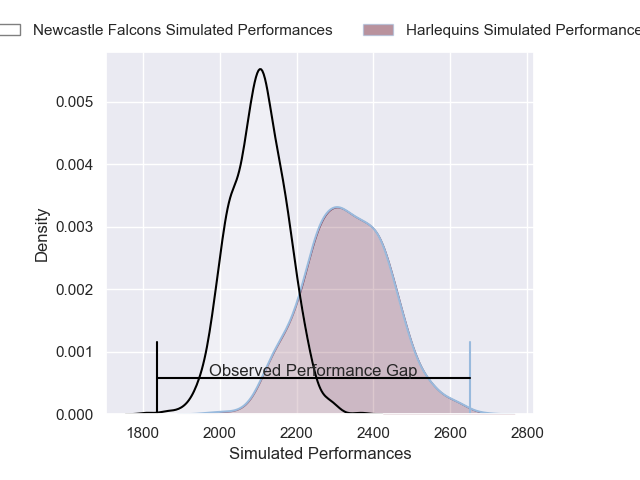 Newcastle Falcons Simulated Performances
Harlequins Simulated Performance
0.005
0.004
0.003
0.002
0.001
0.000
Density
Observed Performance Gap
1800 2000 2200 2400 2600 2800
Simulated Performances